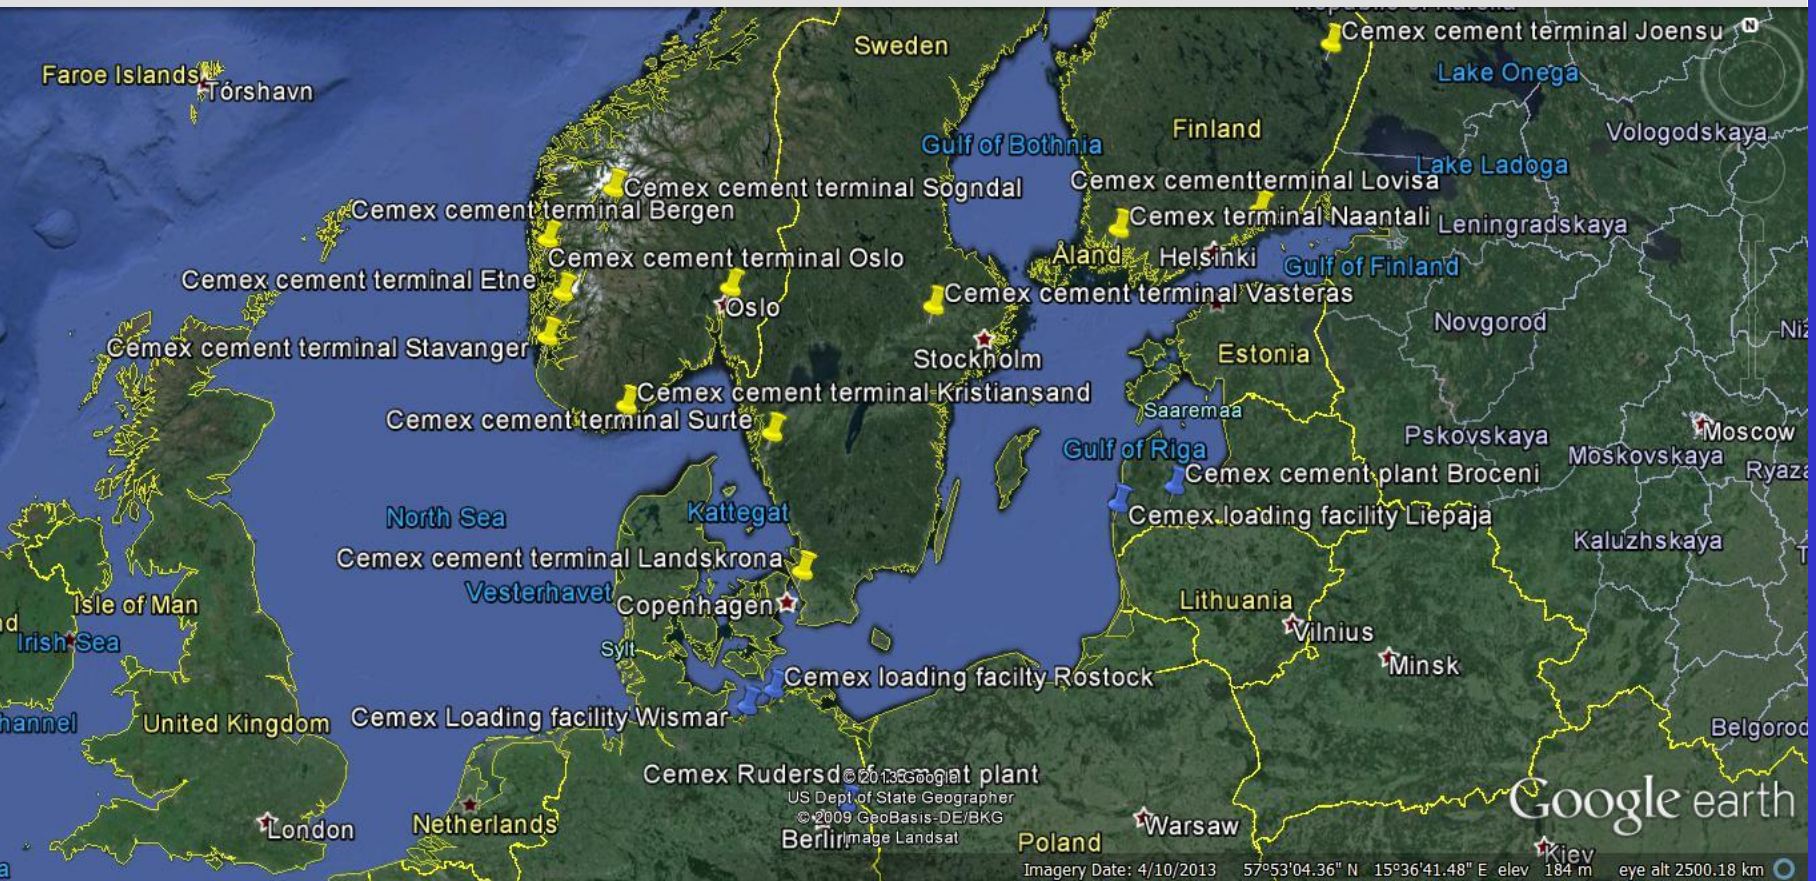 Cemex cement terminal Joensu
N
Sweden
Faroe Islands
Tórshavn
Lake Onega
Finland
Vologodskaya
Gulf of Bothnia
Lake Ladoga
Cemex cement terminal Sogndal
Cemex cementterminal Lovisa
Cemex cement terminal Bergen
Cemex terminal Naantali
Leningradskaya
Cemex cement terminal Oslo
Åland
Helsinki
Gulf of Finland
Cemex cement terminal Etne
Cemex cement terminal Vasteras
Oslo
Novgorod
Cemex cement terminal Stavanger
Stockholm
Estonia
Cemex cement terminal Kristiansand
Saaremaa
Cemex cement terminal Surte
Moscow
Gulf of Riga
Pskovskaya
Moskovskaya
Cemex cement plant Broceni
North Sea
Kattegat
Cemex loading facility Liepaja
Kaluzhskaya
Cemex cement terminal Landskrona
Vesterhavet
Isle of Man
Copenhagen
Lithuania
Irish Sea
Vilnius
Sylt
Minsk
Cemex loading facilty Rostock
United Kingdom
Cemex Loading facility Wismar
Cemex Rudersdorf cement plant
© 2013 Google
US Dept of State Geographer
© 2009 GeoBasis-DE/BKG
Image Landsat
Google earth
London
Netherlands
Berlin
Poland
Warsaw
Kiev
Imagery Date: 4/10/2013 57°53'04.36" N 15°36'41.48" E elev 184 m eye alt 2500.18 km